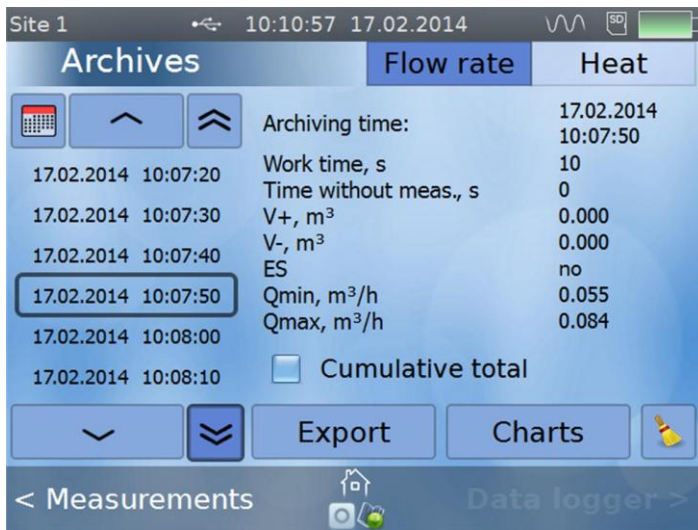 Site 1 10:10:57 17.02.2014 SD
Archives Flow rate Heat
17.02.2014 10:07:20
17.02.2014 10:07:30
17.02.2014 10:07:40
17.02.2014 10:07:50
17.02.2014 10:08:00
17.02.2014 10:08:10
Archiving time: 17.02.2014
10:07:50
Work time, s 10
Time without meas., s 0
V+, m³ 0.000
V-, m³ 0.000
ES no
Qmin, m³/h 0.055
Qmax, m³/h 0.084
Cumulative total
Export Charts
< Measurements Data logger >